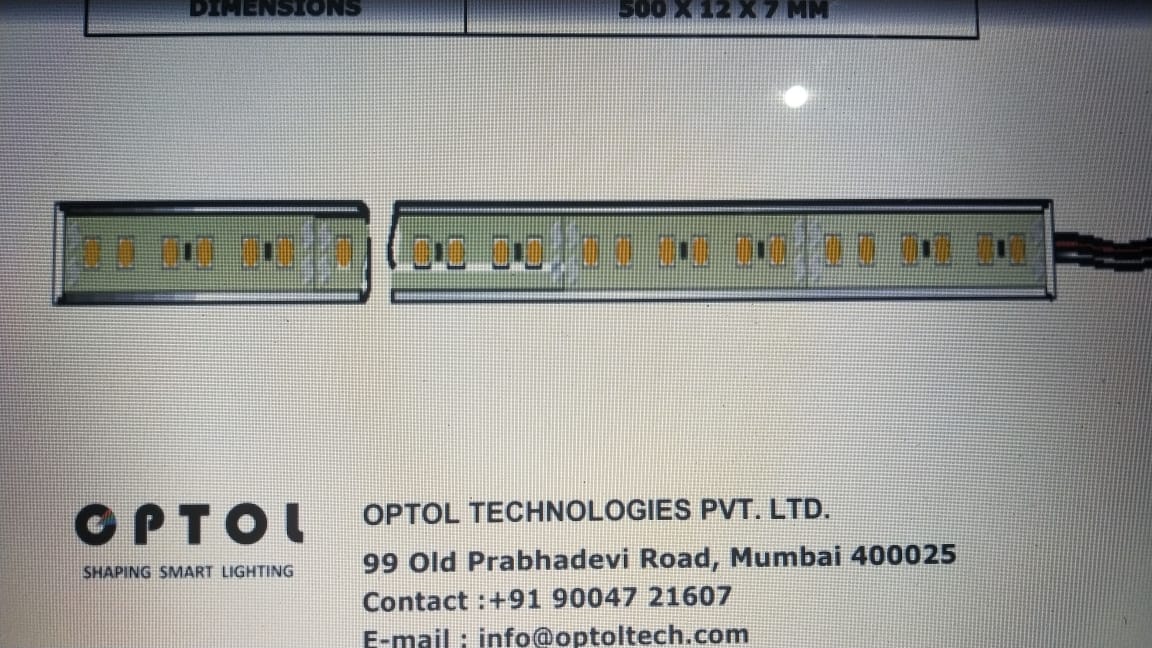 DIMENSIONS 500 X 12 X 7 MM
OPTOL
SHAPING SMART LIGHTING
OPTOL TECHNOLOGIES PVT. LTD.
99 Old Prabhadevi Road, Mumbai 400025
Contact :+91 90047 21607
E-mail : info@optoltech.com